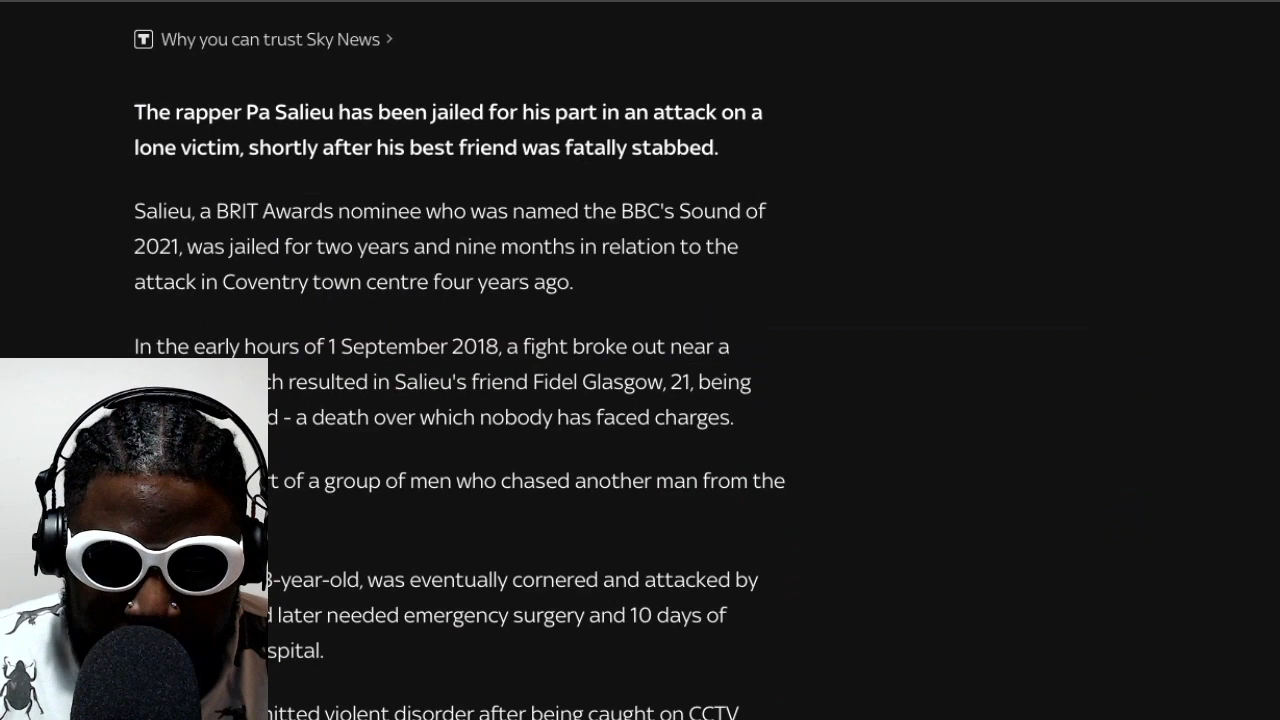 Why you can trust Sky News >
The rapper Pa Salieu has been jailed for his part in an attack on a
lone victim, shortly after his best friend was fatally stabbed.
Salieu, a BRIT Awards nominee who was named the BBC's Sound of
2021, was jailed for two years and nine months in relation to the
attack in Coventry town centre four years ago.
In the early hours of 1 September 2018, a fight broke out near a
resulted in Salieu's friend Fidel Glasgow, 21, being
- a death over which nobody has faced charges.
of a group of men who chased another man from the
-year-old, was eventually cornered and attacked by
later needed emergency surgery and 10 days of
violent disorder after being caught on CCTV